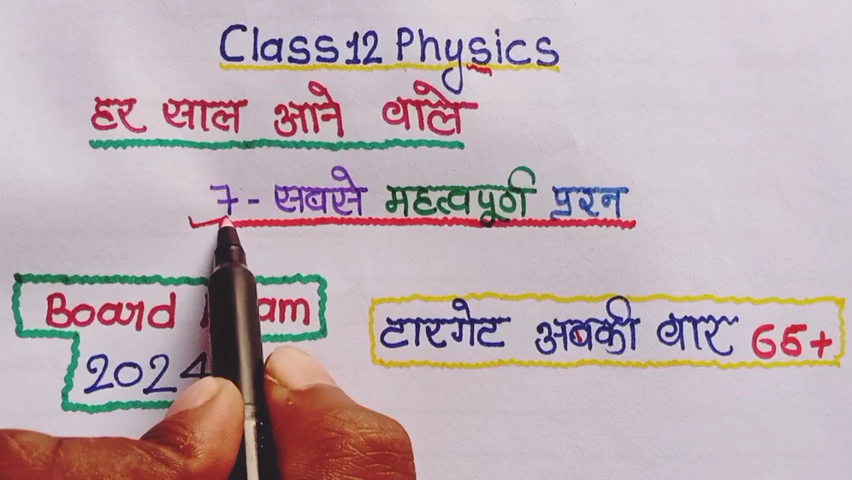 Class 12 Physics
हर साल आने वाले
7 - सबसे महत्वपूर्ण प्रश्न
Board
2024
टारगेट अबकी वार 65+